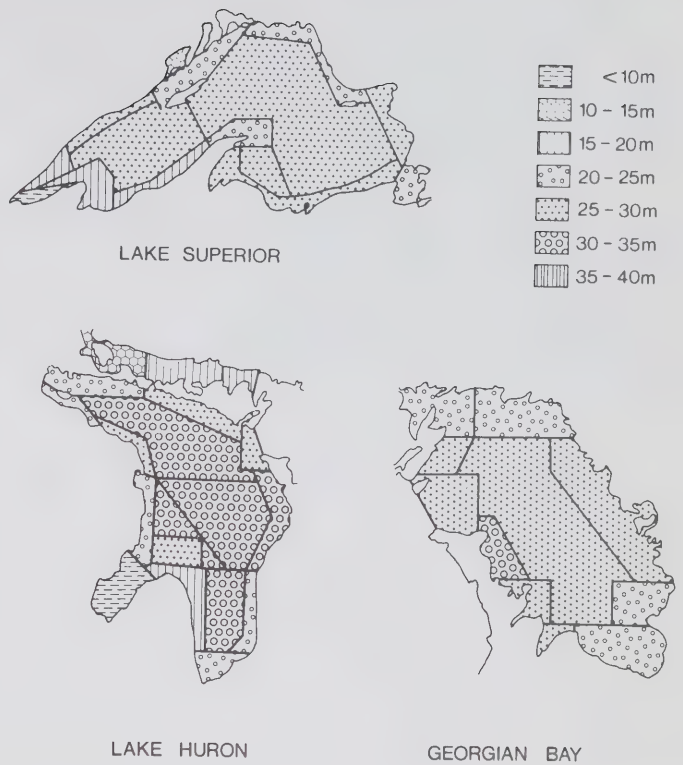 <10m
10-15m
15-20m
20-25m
25-30m
30-35m
35-40m
LAKE SUPERIOR
LAKE HURON
GEORGIAN BAY